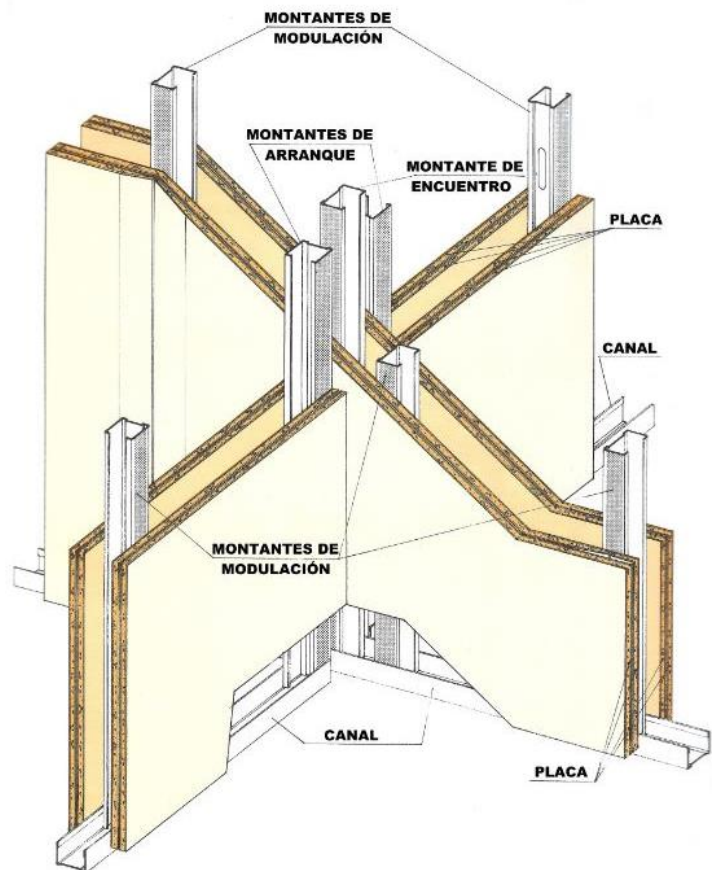 MONTANTES DE
MODULACIÓN
MONTANTES DE
ARRANQUE
MONTANTE DE
ENCUENTRO
PLACA
CANAL
MONTANTES DE
MODULACIÓN
CANAL
PLACA